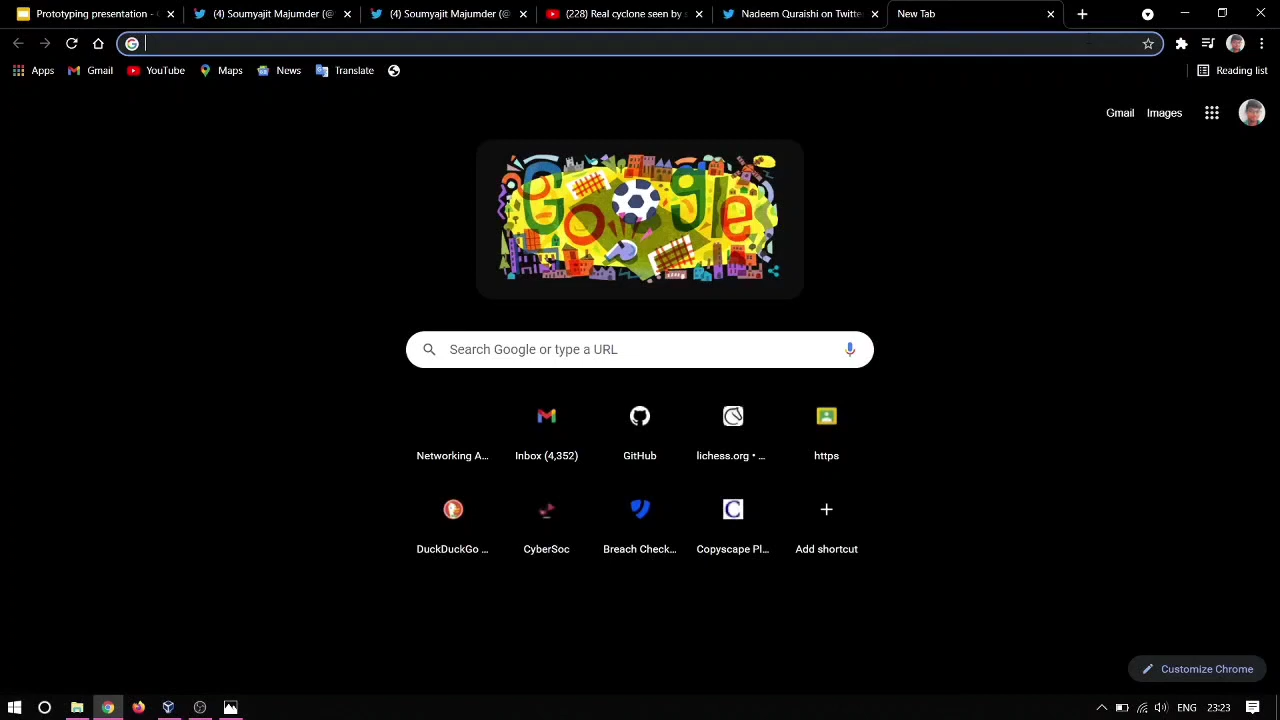 Prototyping presentation - G
(4) Soumyajit Majumder (@
(4) Soumyajit Majumder (@
(228) Real cyclone seen by s
Nadeem Quraishi on Twitte
New Tab
Apps
Gmail
YouTube
Maps
News
Translate
Reading list
Gmail
Images
Google
Search Google or type a URL
Networking A...
Inbox (4,352)
GitHub
lichess.org • ...
https
DuckDuckGo ...
CyberSoc
Breach Check...
Copyscape Pl...
Add shortcut
Customize Chrome
ENG
23:23